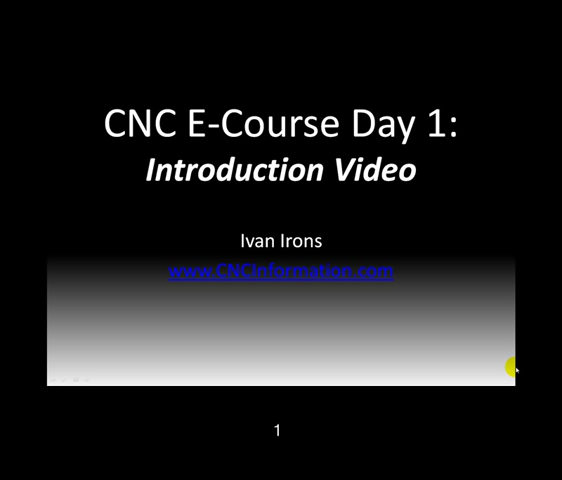 CNC E-Course Day 1:
Introduction Video
Ivan Irons
www.CNCInformation.com
1